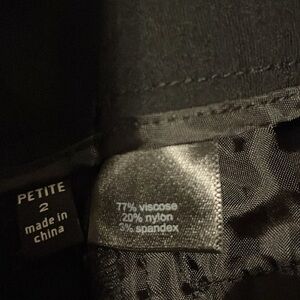 PETITE
2
made in
china
77% viscose
20% nylon
3% spandex